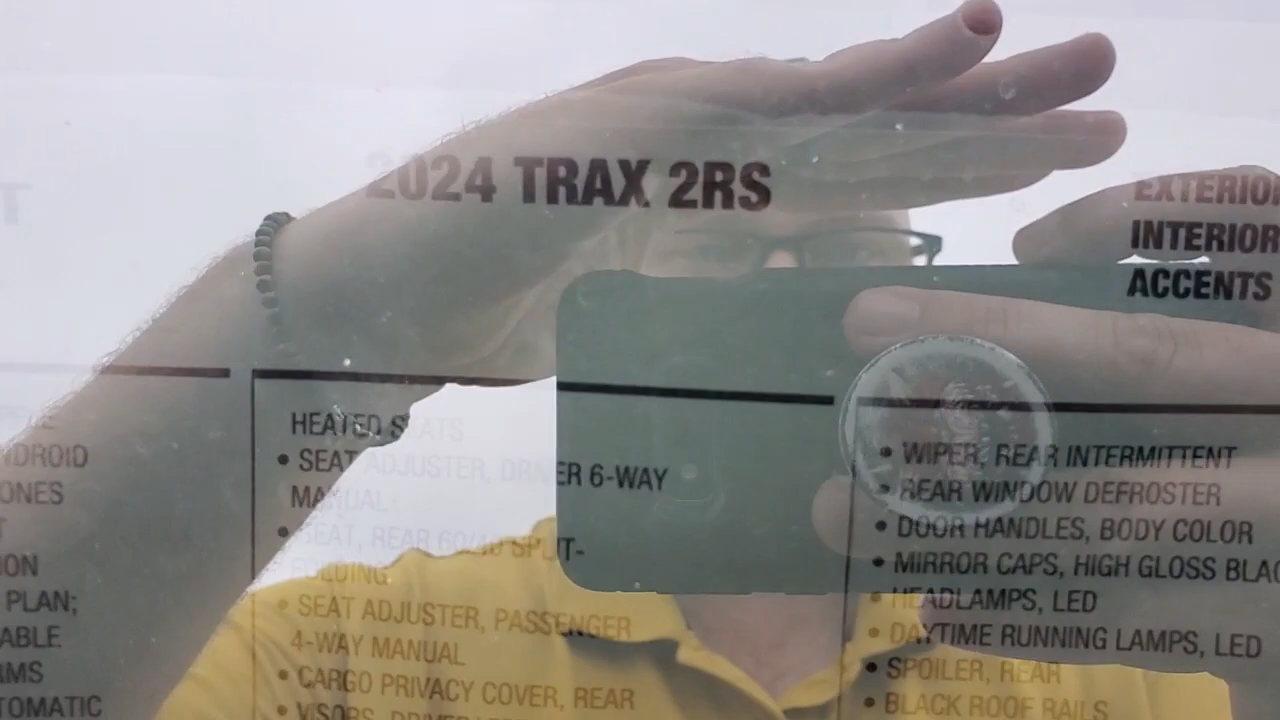 2024 TRAX 2RS
EXTERIOR
INTERIOR
ACCENTS
NDROID
ONES
ION
PLAN;
ABLE
RMS
TOMATIC
HEATED SEATS
• SEAT ADJUSTER, DRIVER 6-WAY
MANUAL
• SEAT, REAR 60/40 SPLIT-
FOLDING
• SEAT ADJUSTER, PASSENGER
4-WAY MANUAL
• CARGO PRIVACY COVER, REAR
• VISORS,
• WIPER, REAR INTERMITTENT
• REAR WINDOW DEFROSTER
• DOOR HANDLES, BODY COLOR
• MIRROR CAPS, HIGH GLOSS BLAC
• HEADLAMPS, LED
• DAYTIME RUNNING LAMPS, LED
• SPOILER, REAR
• BLACK ROOF RAILS